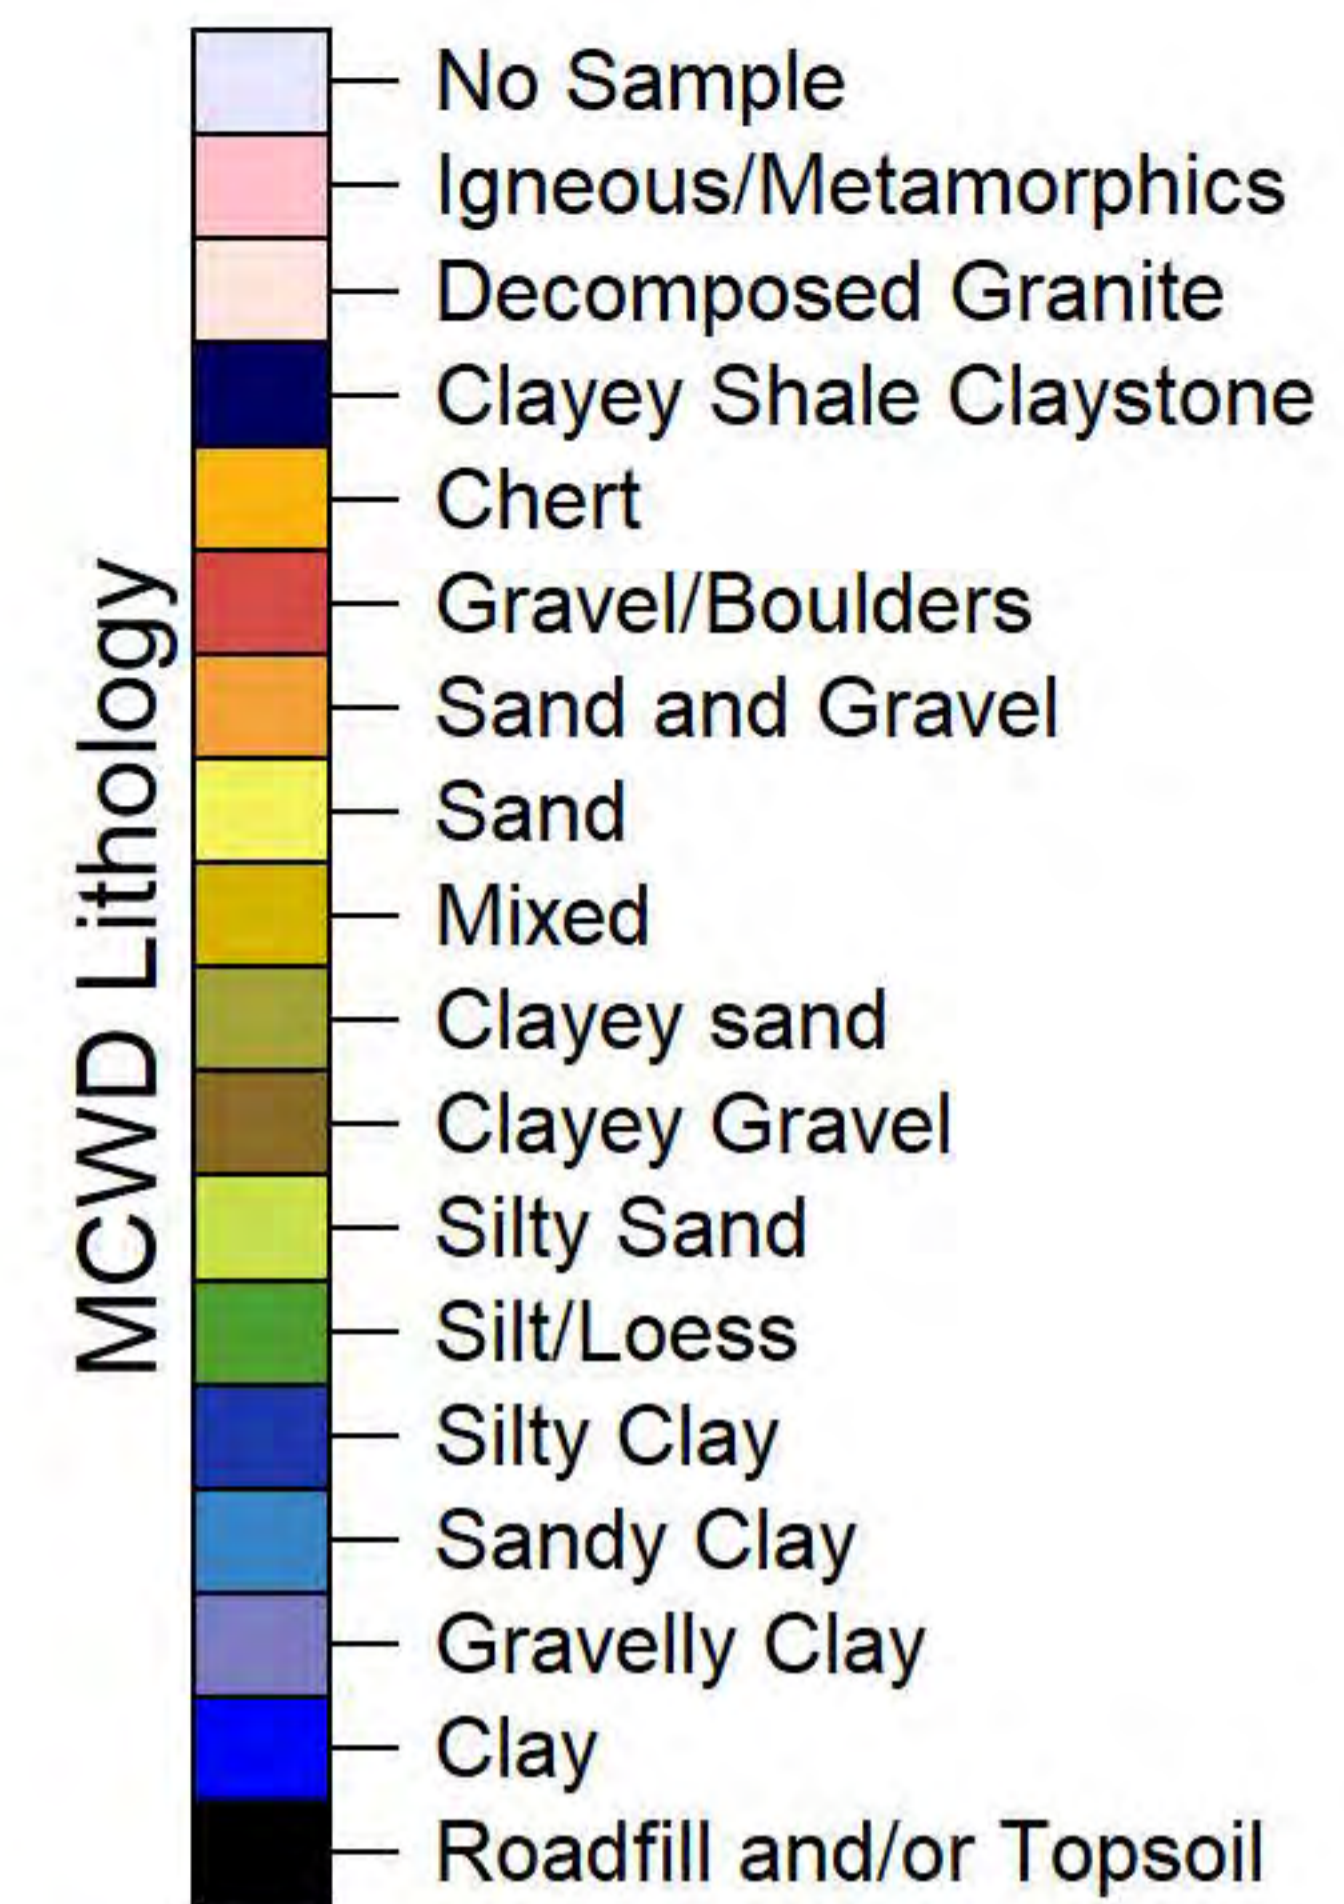 MCWD Lithology
No Sample
Igneous/Metamorphics
Decomposed Granite
Clayey Shale Claystone
Chert
Gravel/Boulders
Sand and Gravel
Sand
Mixed
Clayey sand
Clayey Gravel
Silty Sand
Silt/Loess
Silty Clay
Sandy Clay
Gravelly Clay
Clay
Roadfill and/or Topsoil